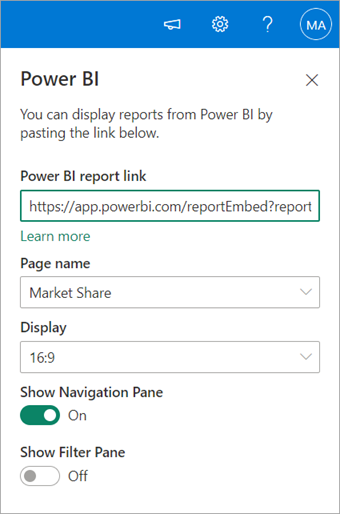 MA
Power BI
You can display reports from Power BI by
pasting the link below.
Power BI report link
https://app.powerbi.com/reportEmbed?report
Learn more
Page name
Market Share
Display
16:9
Show Navigation Pane
On
Show Filter Pane
Off